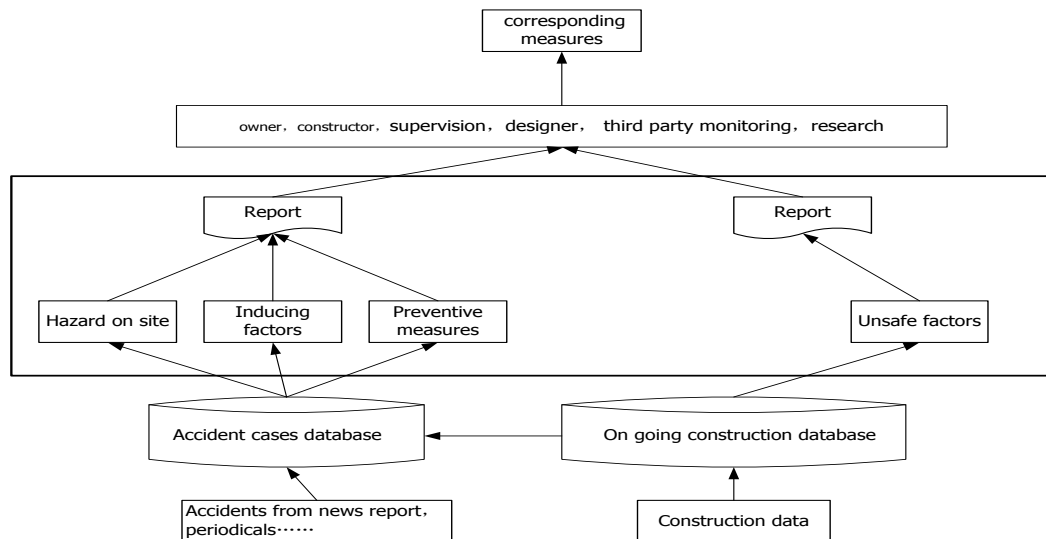 corresponding
measures
owner，constructor，supervision，designer， third party monitoring，research
Report
Report
Hazard on site
Inducing
factors
Preventive
measures
Unsafe factors
Accident cases database
On going construction database
Accidents from news report，
periodicals……
Construction data